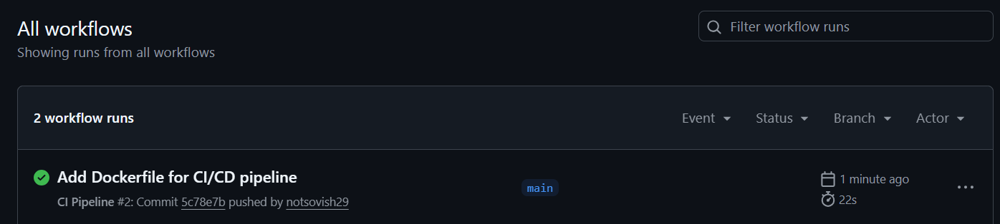 All workflows
Filter workflow runs
Showing runs from all workflows
2 workflow runs
Event
Status
Branch
Actor
Add Dockerfile for CI/CD pipeline
CI Pipeline #2: Commit 5c78e7b pushed by notsovish29
main
1 minute ago
22s